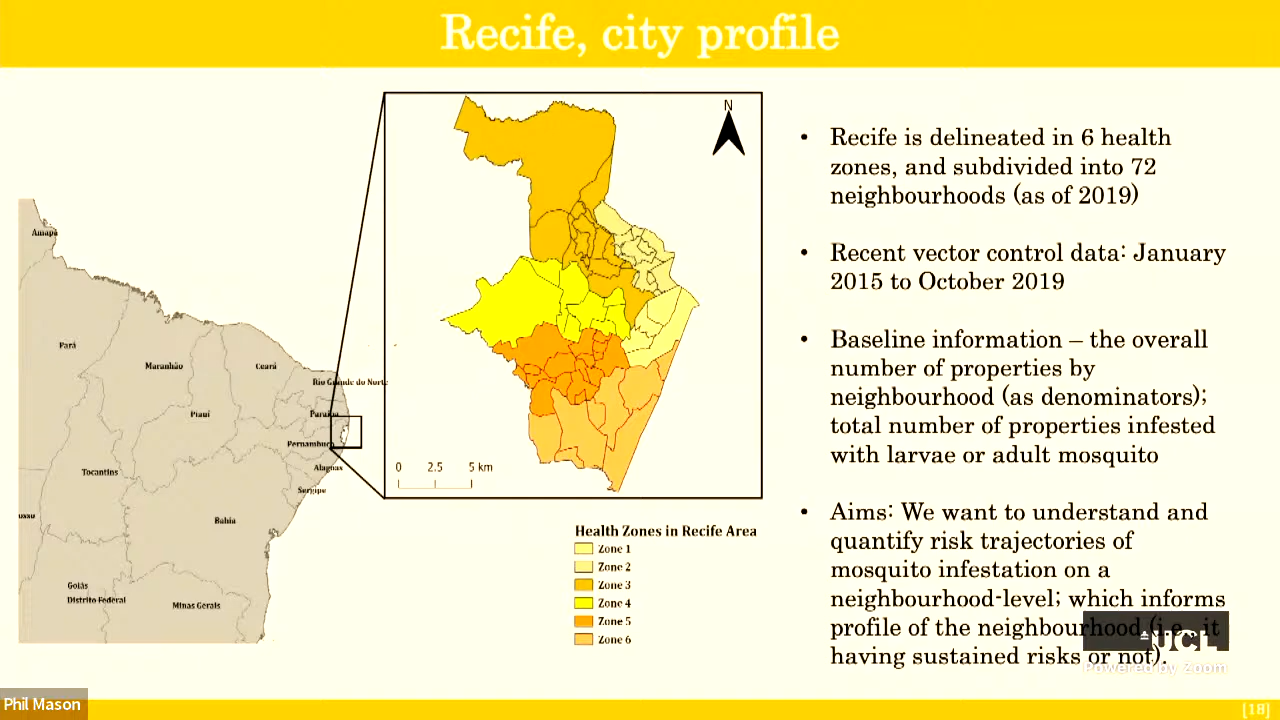 Recife, city profile
Amapá
Pará
Maranhão
Ceará
Rio Grande do Norte
Piauí
Paraíba
Pernambuco
Alagoas
Sergipe
Tocantins
Bahia
Goiás
Distrito Federal
Minas Gerais
N
0 2.5 5 km
Health Zones in Recife Area
Zone 1
Zone 2
Zone 3
Zone 4
Zone 5
Zone 6
• Recife is delineated in 6 health
zones, and subdivided into 72
neighbourhoods (as of 2019)
• Recent vector control data: January
2015 to October 2019
• Baseline information – the overall
number of properties by
neighbourhood (as denominators);
total number of properties infested
with larvae or adult mosquito
• Aims: We want to understand and
quantify risk trajectories of
mosquito infestation on a
neighbourhood-level; which informs
profile of the neighbourhood (i.e., it
having sustained risks or not).
UCL
Powered by Zoom
Phil Mason
[18]